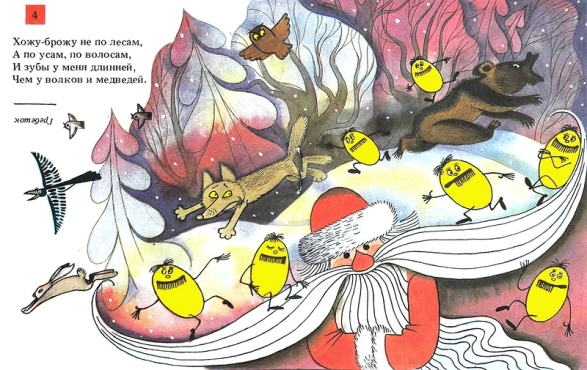 4
Хожу-брожу не по лесам,
А по усам, по волосам,
И зубы у меня длинней,
Чем у волков и медведей.
Гребешок